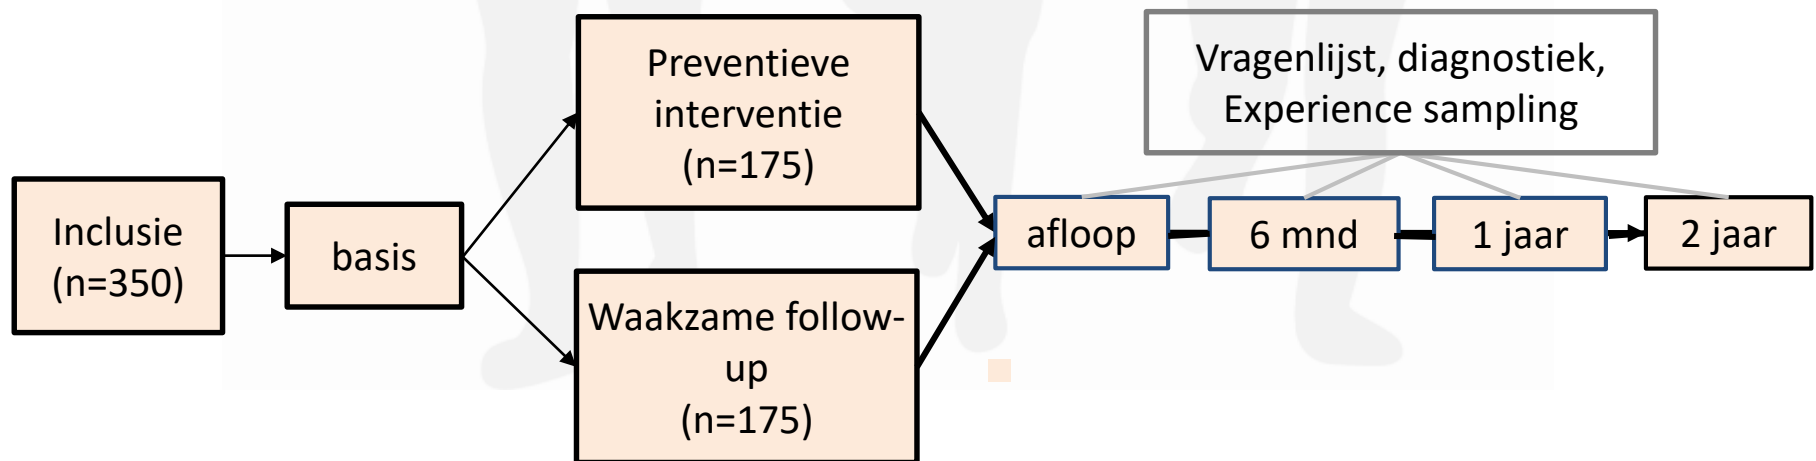 Inclusie
(n=350)
basis
Preventieve
interventie
(n=175)
Waakzame follow-
up
(n=175)
Vragenlijst, diagnostiek,
Experience sampling
afloop
6 mnd
1 jaar
2 jaar